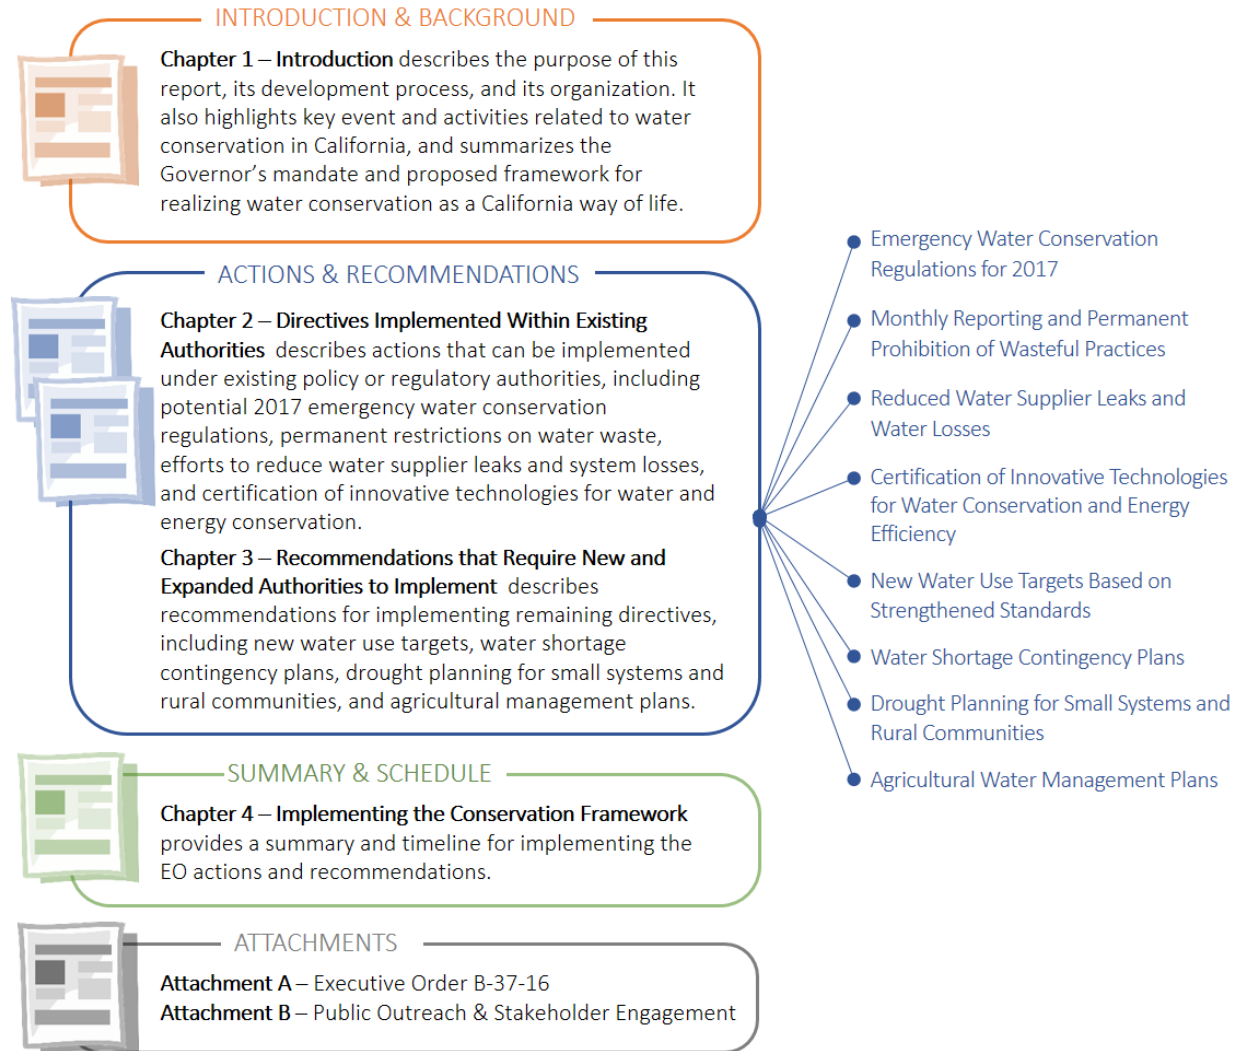 INTRODUCTION & BACKGROUND
Chapter 1 – Introduction describes the purpose of this
report, its development process, and its organization. It
also highlights key event and activities related to water
conservation in California, and summarizes the
Governor’s mandate and proposed framework for
realizing water conservation as a California way of life.
ACTIONS & RECOMMENDATIONS
Chapter 2 – Directives Implemented Within Existing
Authorities describes actions that can be implemented
under existing policy or regulatory authorities, including
potential 2017 emergency water conservation
regulations, permanent restrictions on water waste,
efforts to reduce water supplier leaks and system losses,
and certification of innovative technologies for water and
energy conservation.
Chapter 3 – Recommendations that Require New and
Expanded Authorities to Implement describes
recommendations for implementing remaining directives,
including new water use targets, water shortage
contingency plans, drought planning for small systems and
rural communities, and agricultural management plans.
Emergency Water Conservation
Regulations for 2017
Monthly Reporting and Permanent
Prohibition of Wasteful Practices
Reduced Water Supplier Leaks and
Water Losses
Certification of Innovative Technologies
for Water Conservation and Energy
Efficiency
New Water Use Targets Based on
Strengthened Standards
Water Shortage Contingency Plans
Drought Planning for Small Systems and
Rural Communities
Agricultural Water Management Plans
SUMMARY & SCHEDULE
Chapter 4 – Implementing the Conservation Framework
provides a summary and timeline for implementing the
EO actions and recommendations.
ATTACHMENTS
Attachment A – Executive Order B-37-16
Attachment B – Public Outreach & Stakeholder Engagement